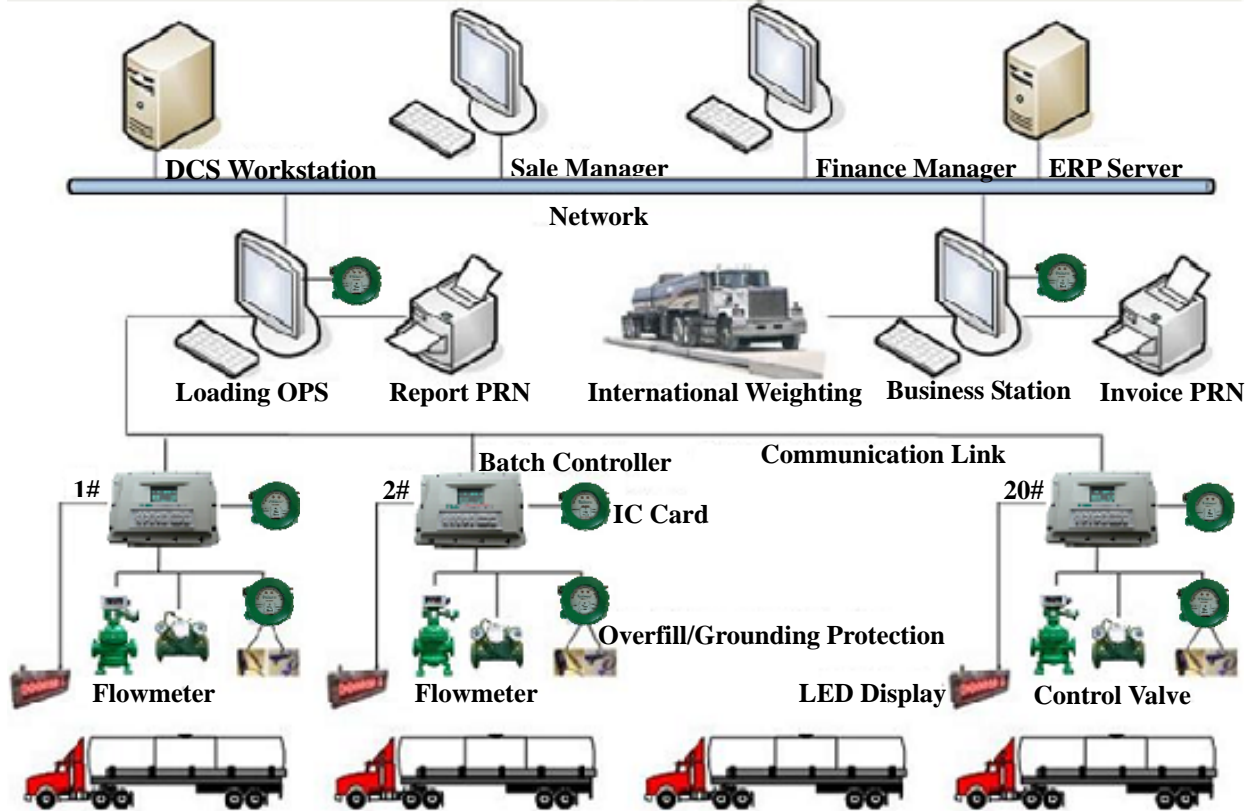 DCS Workstation
Sale Manager
Finance Manager
ERP Server
Network
Loading OPS
Report PRN
International Weighting
Business Station
Invoice PRN
Batch Controller
Communication Link
1#
2#
20#
IC Card
Overfill/Grounding Protection
Flowmeter
Flowmeter
LED Display
Control Valve